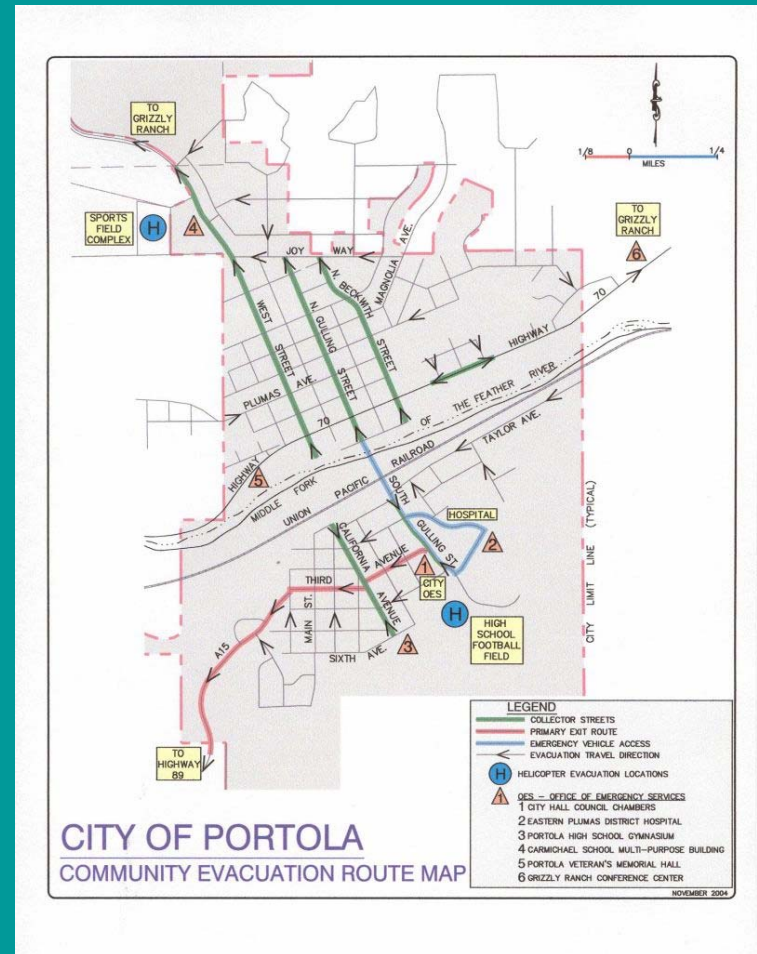 TO
GRIZZLY
RANCH
1/8
0
1/4
MILES
SPORTS
FIELD
COMPLEX
H
4
TO
GRIZZLY
RANCH
6
JOY WAY
N. BECKWITH
STREET
MAGNOLIA AVE.
WEST
STREET
N. GULLING
STREET
PLUMAS AVE.
HIGHWAY
70
HIGHWAY 70
5
MIDDLE FORK OF THE FEATHER RIVER
UNION PACIFIC RAILROAD
TAYLOR AVE.
SOUTH
GULLING ST.
HOSPITAL
2
CALIFORNIA
AVENUE
THIRD AVENUE
1
CITY
OES
H
HIGH
SCHOOL
FOOTBALL
FIELD
MAIN ST.
SIXTH AVE.
3
A15
TO
HIGHWAY
89
CITY LIMIT LINE (TYPICAL)
LEGEND
COLLECTOR STREETS
PRIMARY EXIT ROUTE
EMERGENCY VEHICLE ACCESS
EVACUATION TRAVEL DIRECTION
H HELICOPTER EVACUATION LOCATIONS
1 OES - OFFICE OF EMERGENCY SERVICES
1 CITY HALL COUNCIL CHAMBERS
2 EASTERN PLUMAS DISTRICT HOSPITAL
3 PORTOLA HIGH SCHOOL GYMNASIUM
4 CARMICHAEL SCHOOL MULTI-PURPOSE BUILDING
5 PORTOLA VETERAN'S MEMORIAL HALL
6 GRIZZLY RANCH CONFERENCE CENTER
CITY OF PORTOLA
COMMUNITY EVACUATION ROUTE MAP
NOVEMBER 2004